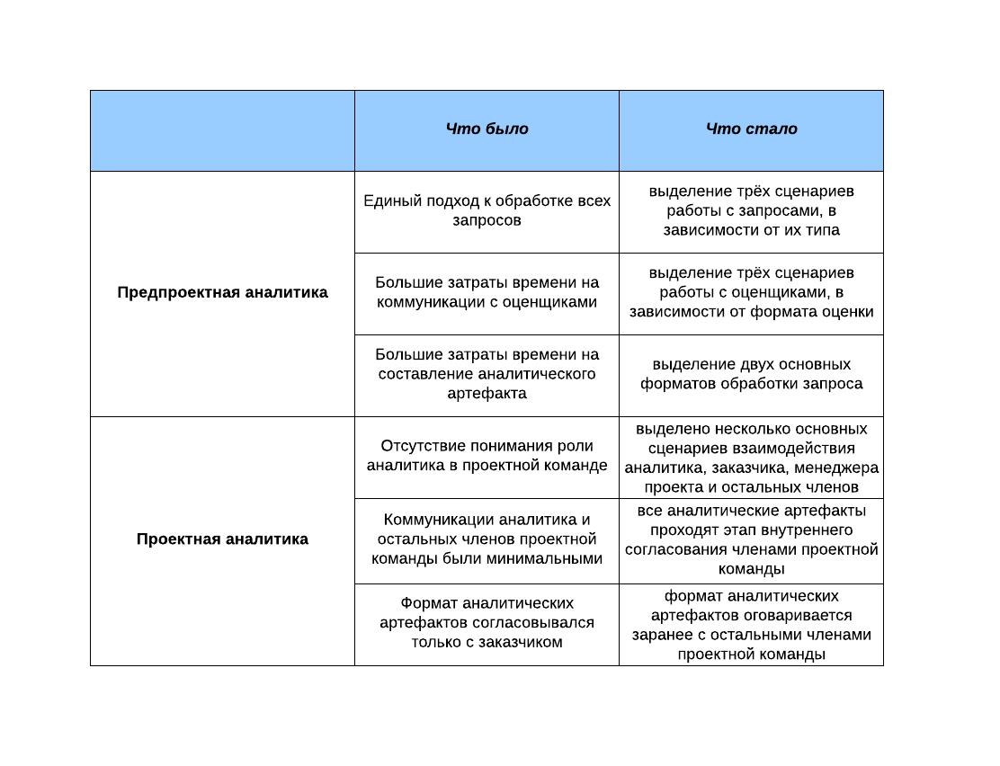 Что было
Что стало
Предпроектная аналитика
Единый подход к обработке всех
запросов
выделение трёх сценариев
работы с запросами, в
зависимости от их типа
Большие затраты времени на
коммуникации с оценщиками
выделение трёх сценариев
работы с оценщиками, в
зависимости от формата оценки
Большие затраты времени на
составление аналитического
артефакта
выделение двух основных
форматов обработки запроса
Проектная аналитика
Отсутствие понимания роли
аналитика в проектной команде
выделено несколько основных
сценариев взаимодействия
аналитика, заказчика, менеджера
проекта и остальных членов
Коммуникации аналитика и
остальных членов проектной
команды были минимальными
все аналитические артефакты
проходят этап внутреннего
согласования членами проектной
команды
Формат аналитических
артефактов согласовывался
только с заказчиком
формат аналитических
артефактов оговаривается
заранее с остальными членами
проектной команды